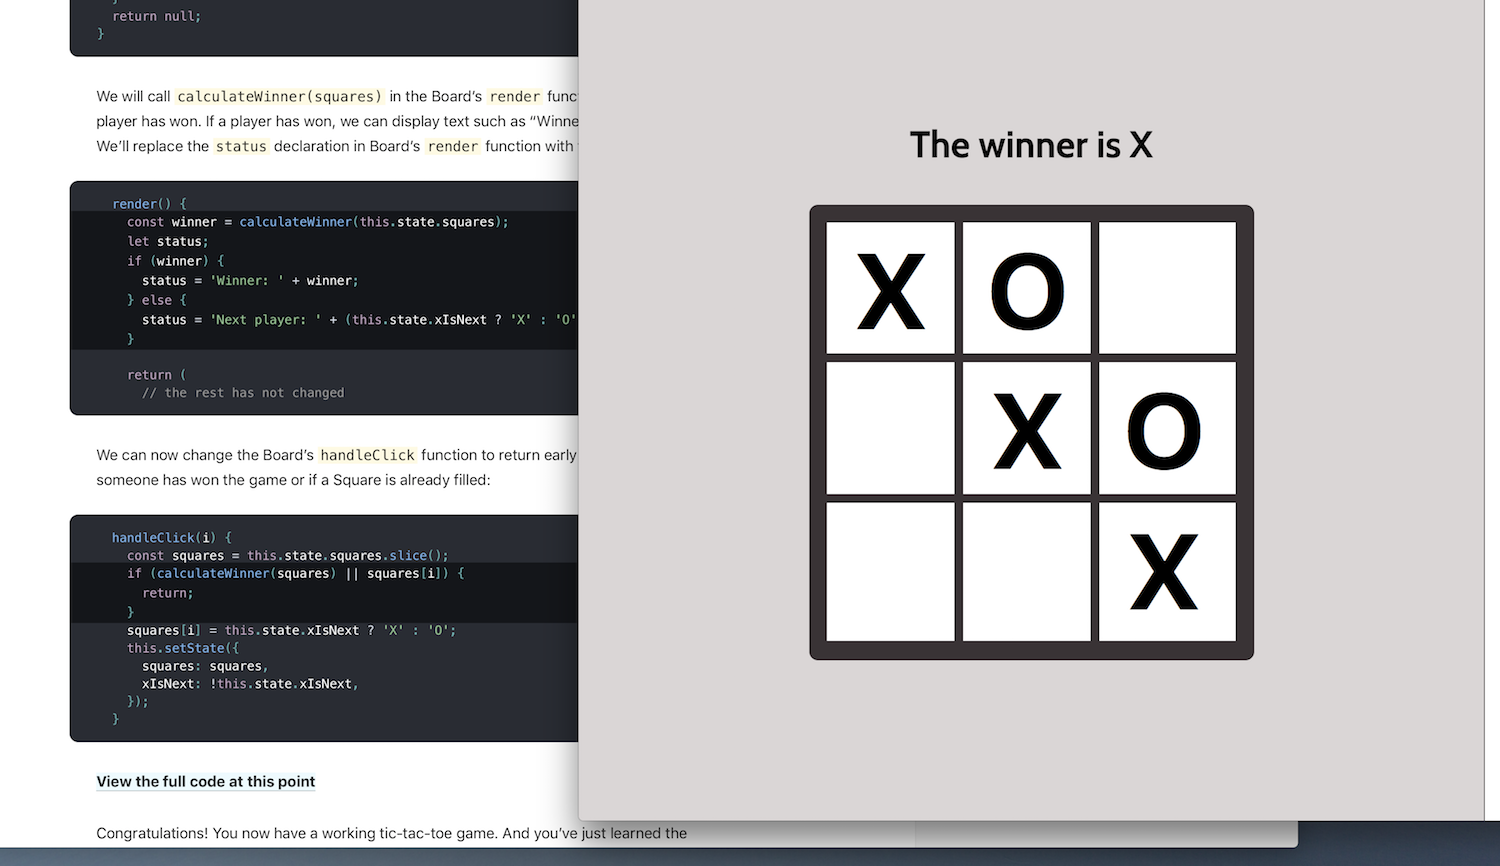 }
return null;
}
We will call calculateWinner(squares) in the Board’s render func
player has won. If a player has won, we can display text such as “Winne
We’ll replace the status declaration in Board’s render function with
render() {
const winner = calculateWinner(this.state.squares);
let status;
if (winner) {
status = 'Winner: ' + winner;
} else {
status = 'Next player: ' + (this.state.xIsNext ? 'X' : 'O'
}
return (
// the rest has not changed
We can now change the Board’s handleClick function to return early
someone has won the game or if a Square is already filled:
handleClick(i) {
const squares = this.state.squares.slice();
if (calculateWinner(squares) || squares[i]) {
return;
}
squares[i] = this.state.xIsNext ? 'X' : 'O';
this.setState({
squares: squares,
xIsNext: !this.state.xIsNext,
});
}
View the full code at this point
Congratulations! You now have a working tic-tac-toe game. And you’ve just learned the
The winner is X
X O
X O
X